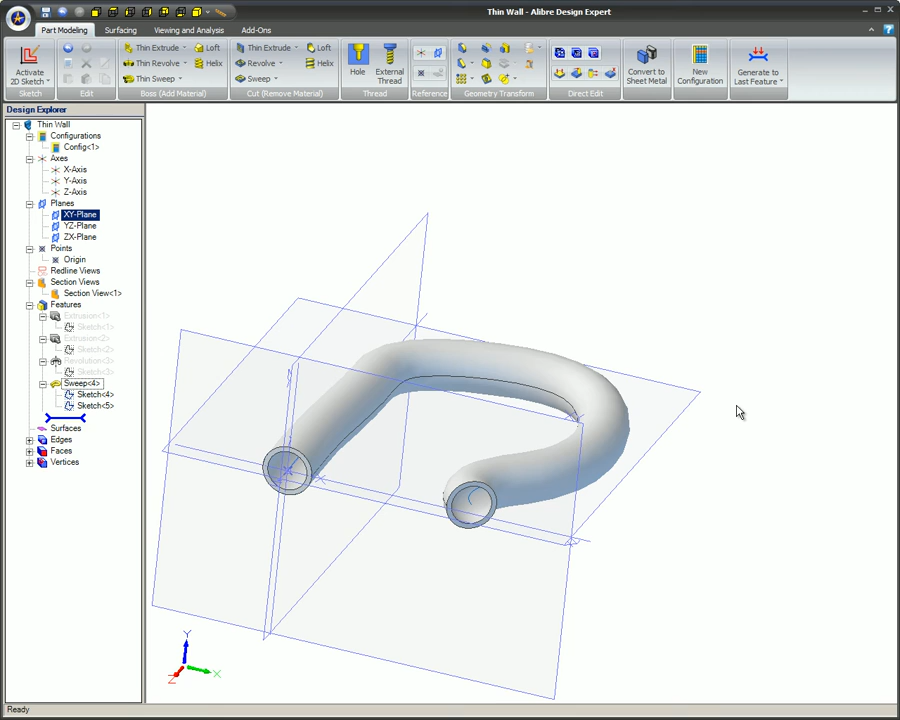 Thin Wall - Alibre Design Expert
Part Modeling Surfacing Viewing and Analysis Add-Ons
Activate 2D Sketch
Thin Extrude Loft
Thin Revolve Helix
Thin Sweep
Thin Extrude Loft
Revolve Helix
Sweep
Hole
External Thread
Convert to Sheet Metal
New Configuration
Generate to Last Feature
Sketch Edit Boss (Add Material) Cut (Remove Material) Thread Reference Geometry Transform Direct Edit
Design Explorer
Thin Wall
Configurations
Config<1>
Axes
X-Axis
Y-Axis
Z-Axis
Planes
XY-Plane
YZ-Plane
ZX-Plane
Points
Origin
Redline Views
Section Views
Section View<1>
Features
Extrusion<1>
Sketch<1>
Extrusion<2>
Sketch<2>
Revolution<3>
Sketch<3>
Sweep<4>
Sketch<4>
Sketch<5>
Surfaces
Edges
Faces
Vertices
Y
X
Z
Ready